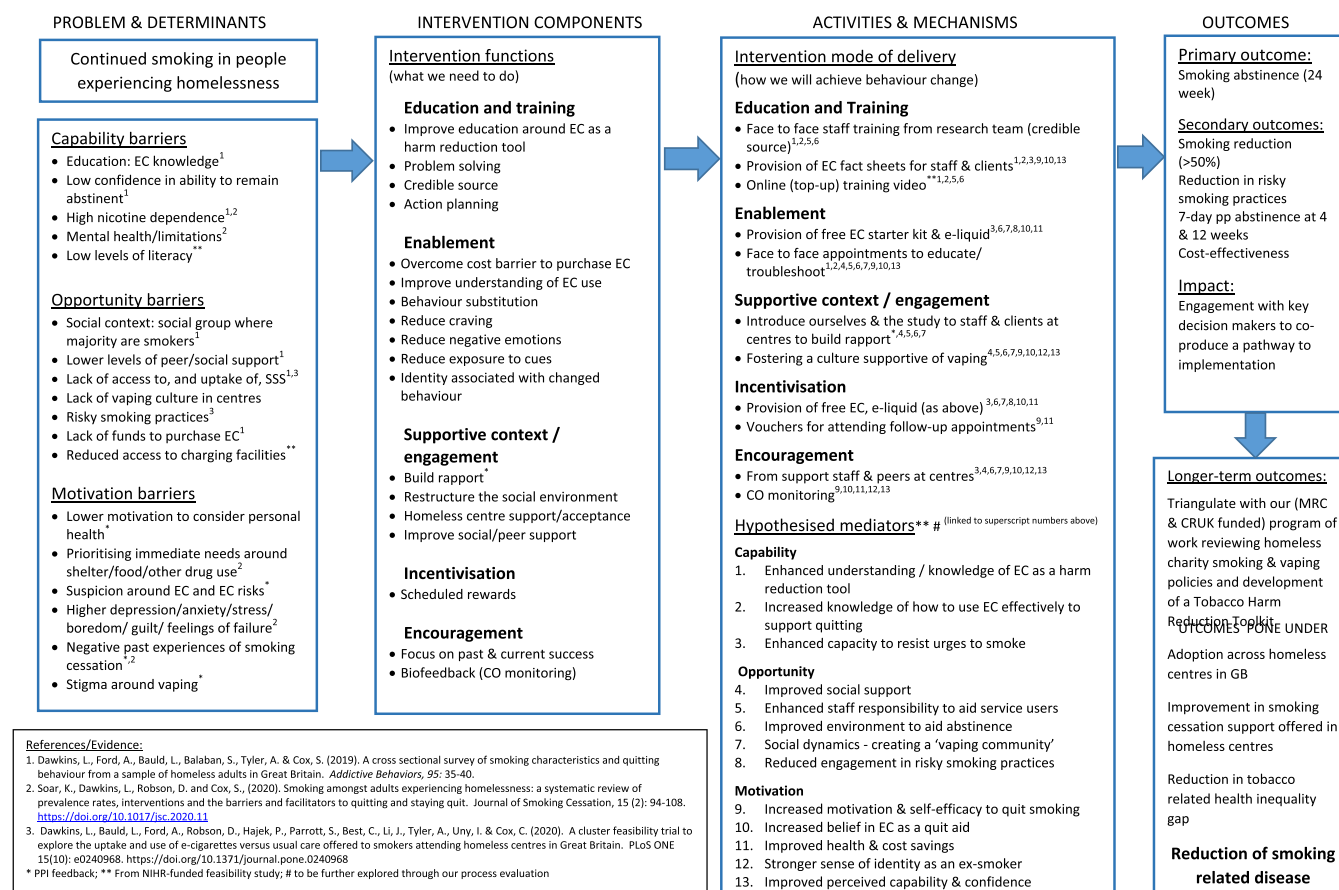 PROBLEM & DETERMINANTS
Continued smoking in people
experiencing homelessness
Capability barriers
• Education: EC knowledge1
• Low confidence in ability to remain
abstinent1
• High nicotine dependence1,2
• Mental health/limitations2
• Low levels of literacy**
Opportunity barriers
• Social context: social group where
majority are smokers1
• Lower levels of peer/social support1
• Lack of access to, and uptake of, SSS1,3
• Lack of vaping culture in centres
• Risky smoking practices3
• Lack of funds to purchase EC1
• Reduced access to charging facilities**
Motivation barriers
• Lower motivation to consider personal
health*
• Prioritising immediate needs around
shelter/food/other drug use2
• Suspicion around EC and EC risks*
• Higher depression/anxiety/stress/
boredom/ guilt/ feelings of failure2
• Negative past experiences of smoking
cessation*,2
• Stigma around vaping*
INTERVENTION COMPONENTS
Intervention functions
(what we need to do)
Education and training
• Improve education around EC as a
harm reduction tool
• Problem solving
• Credible source
• Action planning
Enablement
• Overcome cost barrier to purchase EC
• Improve understanding of EC use
• Behaviour substitution
• Reduce craving
• Reduce negative emotions
• Reduce exposure to cues
• Identity associated with changed
behaviour
Supportive context /
engagement
• Build rapport*
• Restructure the social environment
• Homeless centre support/acceptance
• Improve social/peer support
Incentivisation
• Scheduled rewards
Encouragement
• Focus on past & current success
• Biofeedback (CO monitoring)
ACTIVITIES & MECHANISMS
Intervention mode of delivery
(how we will achieve behaviour change)
Education and Training
• Face to face staff training from research team (credible
source)1,2,5,6
• Provision of EC fact sheets for staff & clients1,2,3,9,10,13
• Online (top-up) training video**1,2,5,6
Enablement
• Provision of free EC starter kit & e-liquid3,6,7,8,10,11
• Face to face appointments to educate/
troubleshoot1,2,4,5,6,7,9,10,13
Supportive context / engagement
• Introduce ourselves & the study to staff & clients at
centres to build rapport*,4,5,6,7
• Fostering a culture supportive of vaping4,5,6,7,9,10,12,13
Incentivisation
• Provision of free EC, e-liquid (as above) 3,6,7,8,10,11
• Vouchers for attending follow-up appointments9,11
Encouragement
• From support staff & peers at centres3,4,6,7,9,10,12,13
• CO monitoring9,10,11,12,13
Hypothesised mediators** # (linked to superscript numbers above)
Capability
1. Enhanced understanding / knowledge of EC as a harm
reduction tool
2. Increased knowledge of how to use EC effectively to
support quitting
3. Enhanced capacity to resist urges to smoke
Opportunity
4. Improved social support
5. Enhanced staff responsibility to aid service users
6. Improved environment to aid abstinence
7. Social dynamics - creating a ‘vaping community’
8. Reduced engagement in risky smoking practices
Motivation
9. Increased motivation & self-efficacy to quit smoking
10. Increased belief in EC as a quit aid
11. Improved health & cost savings
12. Stronger sense of identity as an ex-smoker
13. Improved perceived capability & confidence
OUTCOMES
Primary outcome:
Smoking abstinence (24
week)
Secondary outcomes:
Smoking reduction
(>50%)
Reduction in risky
smoking practices
7-day pp abstinence at 4
& 12 weeks
Cost-effectiveness
Impact:
Engagement with key
decision makers to co-
produce a pathway to
implementation
Longer-term outcomes:
Triangulate with our (MRC
& CRUK funded) program of
work reviewing homeless
charity smoking & vaping
policies and development
of a Tobacco Harm
Reduction Toolkit
UTCOMES PONE UNDER
Adoption across homeless
centres in GB
Improvement in smoking
cessation support offered in
homeless centres
Reduction in tobacco
related health inequality
gap
Reduction of smoking
related disease
References/Evidence:
1. Dawkins, L., Ford, A., Bauld, L., Balaban, S., Tyler, A. & Cox, S. (2019). A cross sectional survey of smoking characteristics and quitting
behaviour from a sample of homeless adults in Great Britain. Addictive Behaviors, 95: 35-40.
2. Soar, K., Dawkins, L., Robson, D. and Cox, S., (2020). Smoking amongst adults experiencing homelessness: a systematic review of
prevalence rates, interventions and the barriers and facilitators to quitting and staying quit. Journal of Smoking Cessation, 15 (2): 94-108.
https://doi.org/10.1017/jsc.2020.11
3. Dawkins, L., Bauld, L., Ford, A., Robson, D., Hajek, P., Parrott, S., Best, C., Li, J., Tyler, A., Uny, I. & Cox, C. (2020). A cluster feasibility trial to
explore the uptake and use of e-cigarettes versus usual care offered to smokers attending homeless centres in Great Britain. PLoS ONE
15(10): e0240968. https://doi.org/10.1371/journal.pone.0240968
* PPI feedback; ** From NIHR-funded feasibility study; # to be further explored through our process evaluation